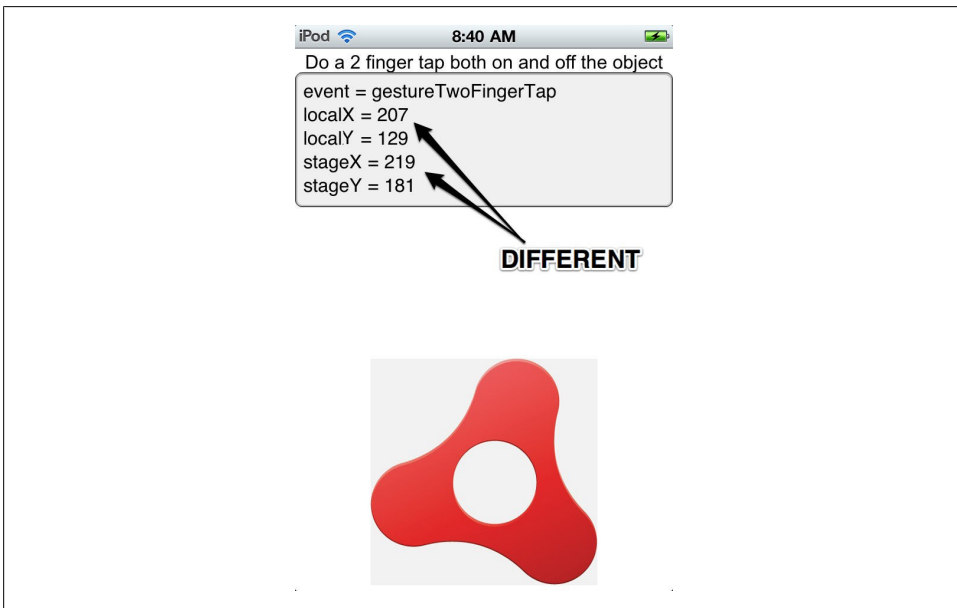 iPod 8:40 AM
Do a 2 finger tap both on and off the object
event = gestureTwoFingerTap
localX = 207
localY = 129
stageX = 219
stageY = 181
DIFFERENT